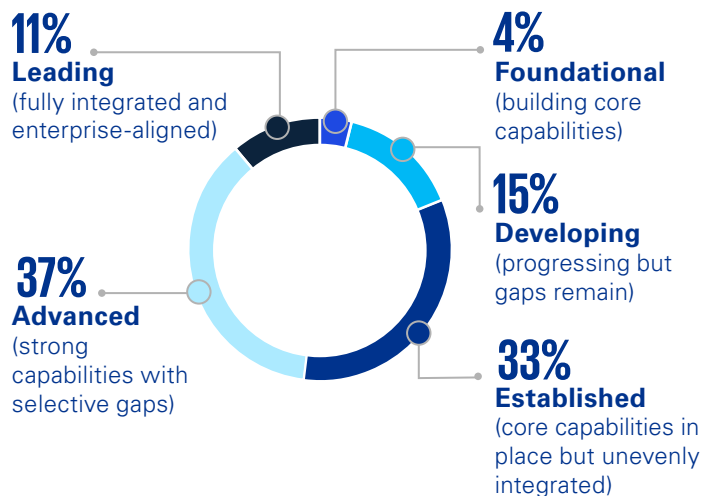 11%
Leading
(fully integrated and
enterprise-aligned)
4%
Foundational
(building core
capabilities)
15%
Developing
(progressing but
gaps remain)
37%
Advanced
(strong
capabilities with
selective gaps)
33%
Established
(core capabilities in
place but unevenly
integrated)